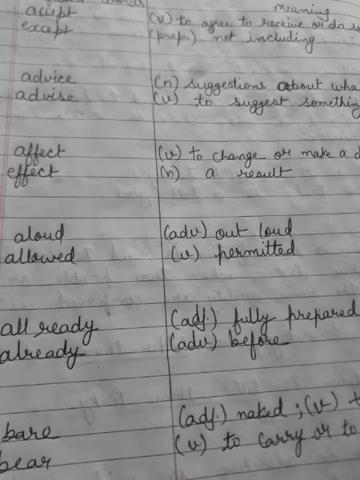 words meaning
accept (v) to agree to receive or do
except (prep.) not including
advice (n) suggestions about wha
advise (v) to suggest something
affect (v) to change or make a d
effect (n) a result
aloud (adv.) out loud
allowed (v) permitted
all ready (adj.) fully prepared
already (adv) before
bare (adj.) naked ; (v) t
bear (v) to carry or to